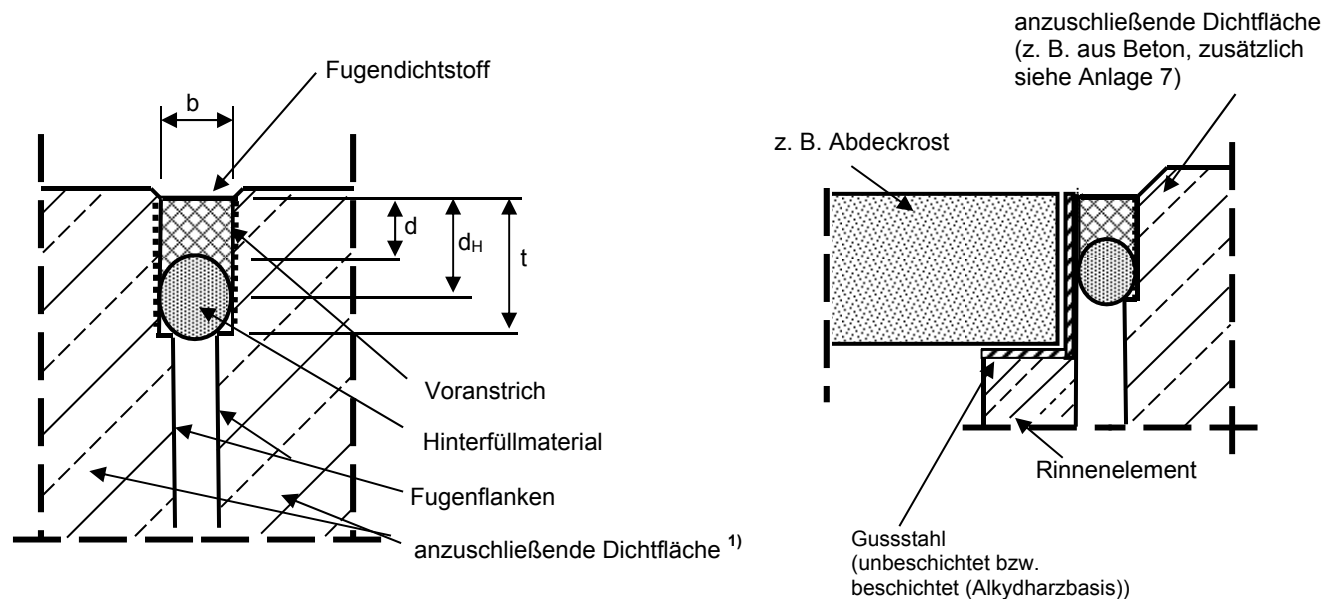 Fugendichtstoff
b
d
dH
t
Voranstrich
Hinterfüllmaterial
Fugenflanken
anzuschließende Dichtfläche 1)
anzuschließende Dichtfläche
(z. B. aus Beton, zusätzlich
siehe Anlage 7)
z. B. Abdeckrost
Rinnenelement
Gussstahl
(unbeschichtet bzw.
beschichtet (Alkydharzbasis))